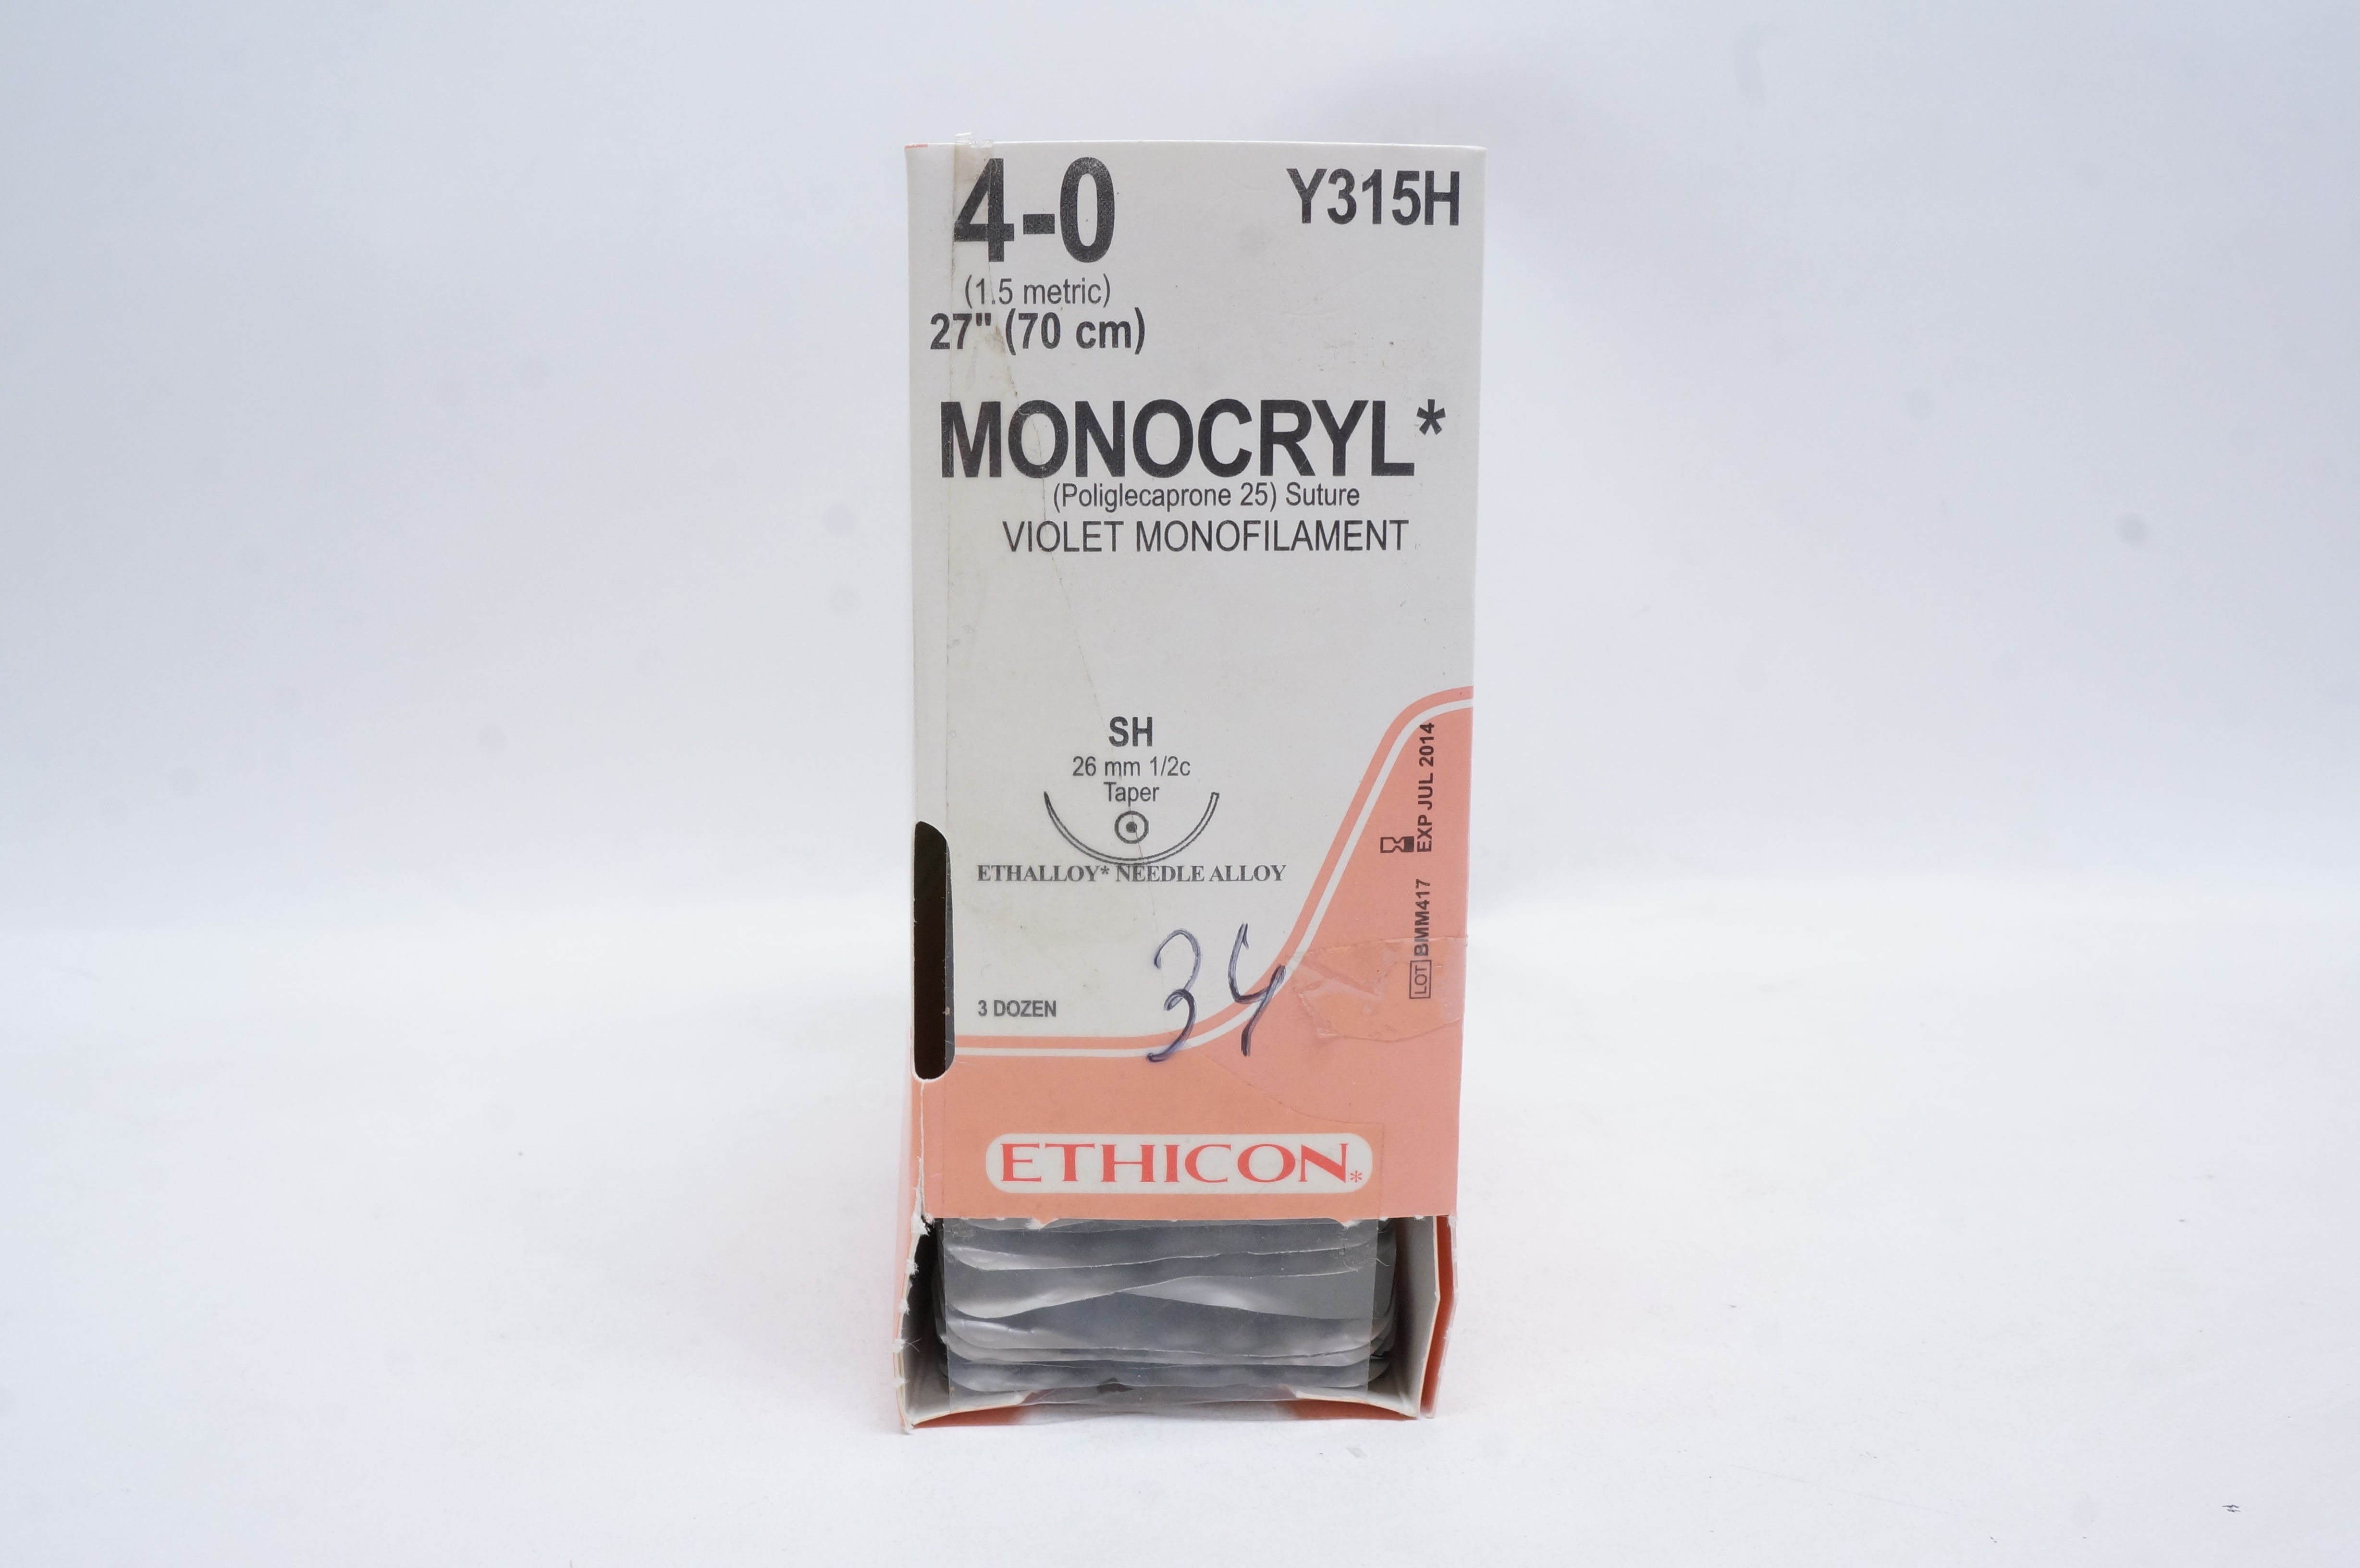 4-0
Y315H
(1.5 metric)
27" (70 cm)
MONOCRYL*
(Poliglecaprone 25) Suture
VIOLET MONOFILAMENT
SH
26 mm 1/2c
Taper
ETHALLOY* NEEDLE ALLOY
EXP JUL 2014
LOT BMM417
34
3 DOZEN
ETHICON*